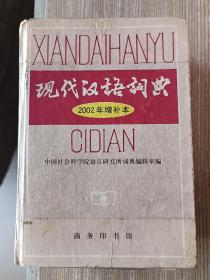 XIANDAIHANYU
现代汉语词典
2002年增补本
CIDIAN
中国社会科学院语言研究所词典编辑室编
商务印书馆